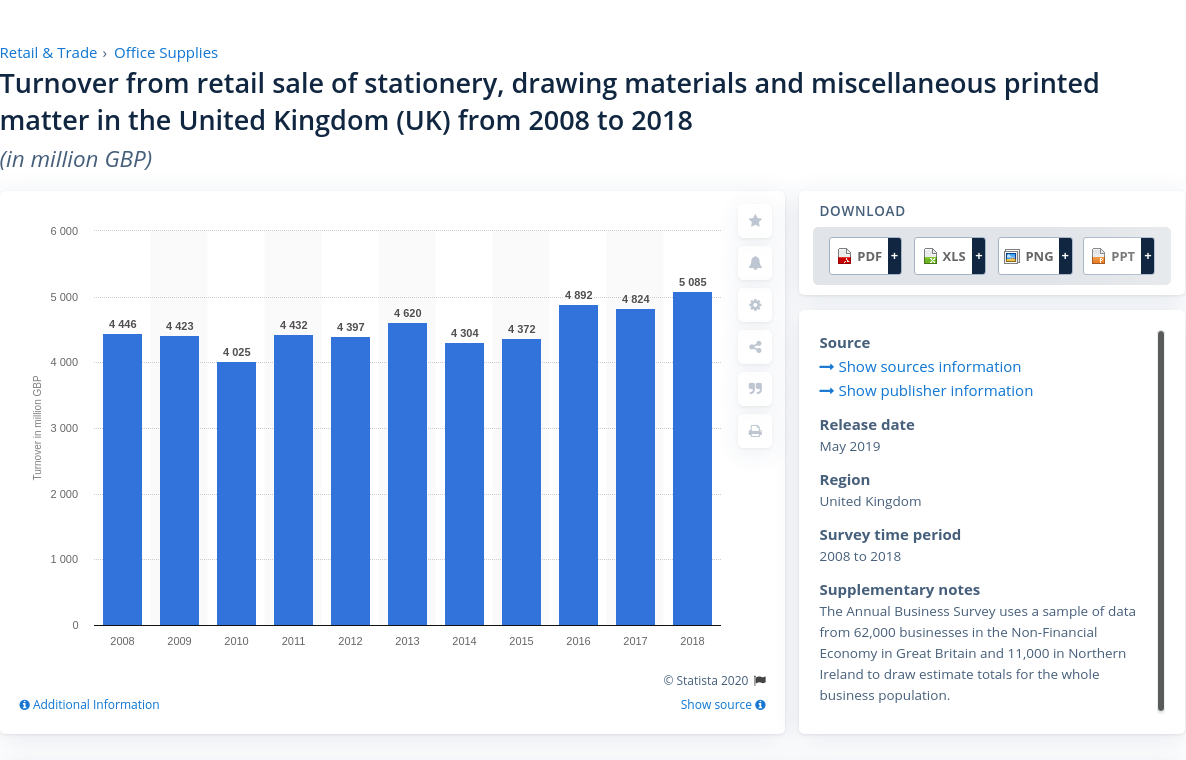 Retail & Trade › Office Supplies
Turnover from retail sale of stationery, drawing materials and miscellaneous printed
matter in the United Kingdom (UK) from 2008 to 2018
(in million GBP)
6 000
5 000
4 000
3 000
2 000
1 000
0
Turnover in million GBP
4 446
4 423
4 025
4 432
4 397
4 620
4 304
4 372
4 892
4 824
5 085
2008 2009 2010 2011 2012 2013 2014 2015 2016 2017 2018
© Statista 2020
Additional Information
Show source
DOWNLOAD
PDF + XLS + PNG + PPT +
Source
Show sources information
Show publisher information
Release date
May 2019
Region
United Kingdom
Survey time period
2008 to 2018
Supplementary notes
The Annual Business Survey uses a sample of data
from 62,000 businesses in the Non-Financial
Economy in Great Britain and 11,000 in Northern
Ireland to draw estimate totals for the whole
business population.